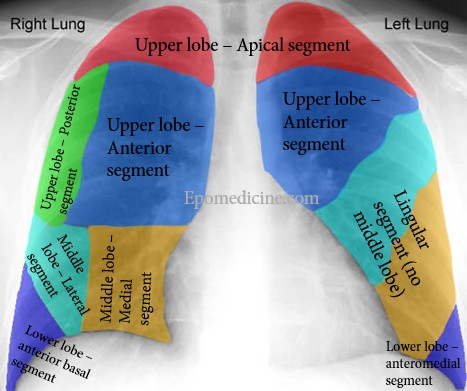 Right Lung
Left Lung
Upper lobe – Apical segment
Upper lobe – Posterior
segment
Upper lobe –
Anterior
segment
Upper lobe –
Anterior
segment
Epomedicine.com
Middle
lobe – Lateral
segment
Middle lobe –
Medial
segment
Lingular
segment (no
middle lobe)
Lower lobe –
anterior basal
segment
Lower lobe –
anteromedial
segment